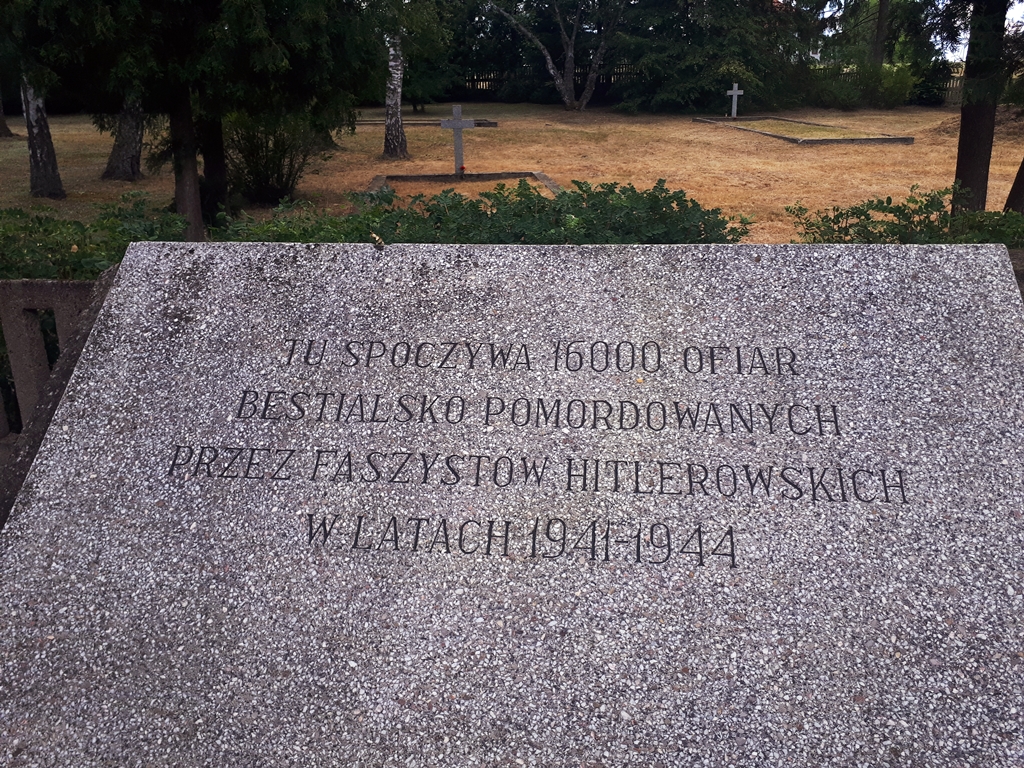 TU SPOCZYWA 16000 OFIAR
BESTIALSKO POMORDOWANYCH
PRZEZ FASZYSTÓW HITLEROWSKICH
W LATACH 1941-1944